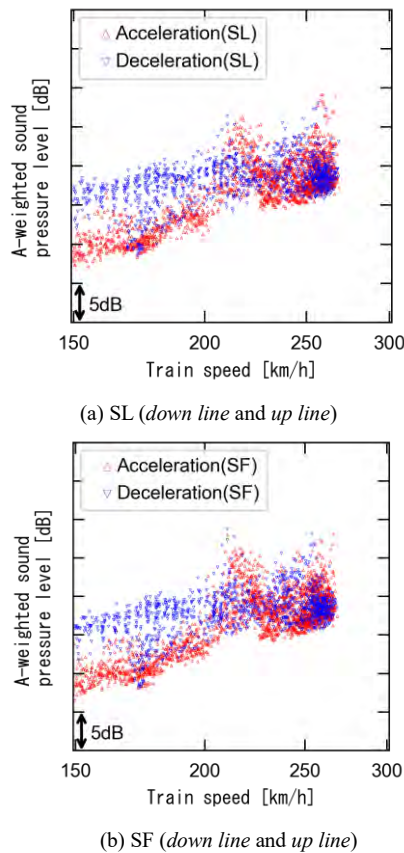 Acceleration(SL)
Deceleration(SL)
A-weighted sound
pressure level [dB]
5dB
150 200 250 300
Train speed [km/h]
(a) SL (down line and up line)
Acceleration(SF)
Deceleration(SF)
A-weighted sound
pressure level [dB]
5dB
150 200 250 300
Train speed [km/h]
(b) SF (down line and up line)